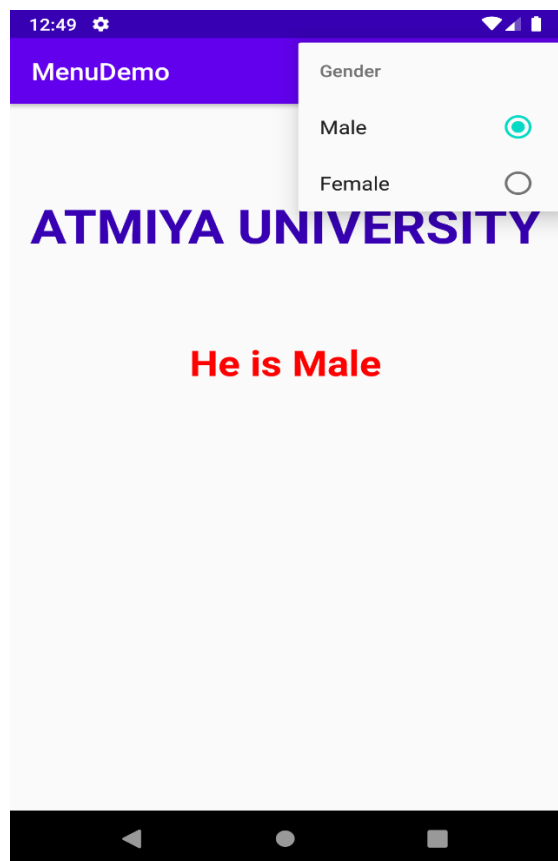 12:49
MenuDemo
Gender
Male
Female
ATMIYA UNIVERSITY
He is Male